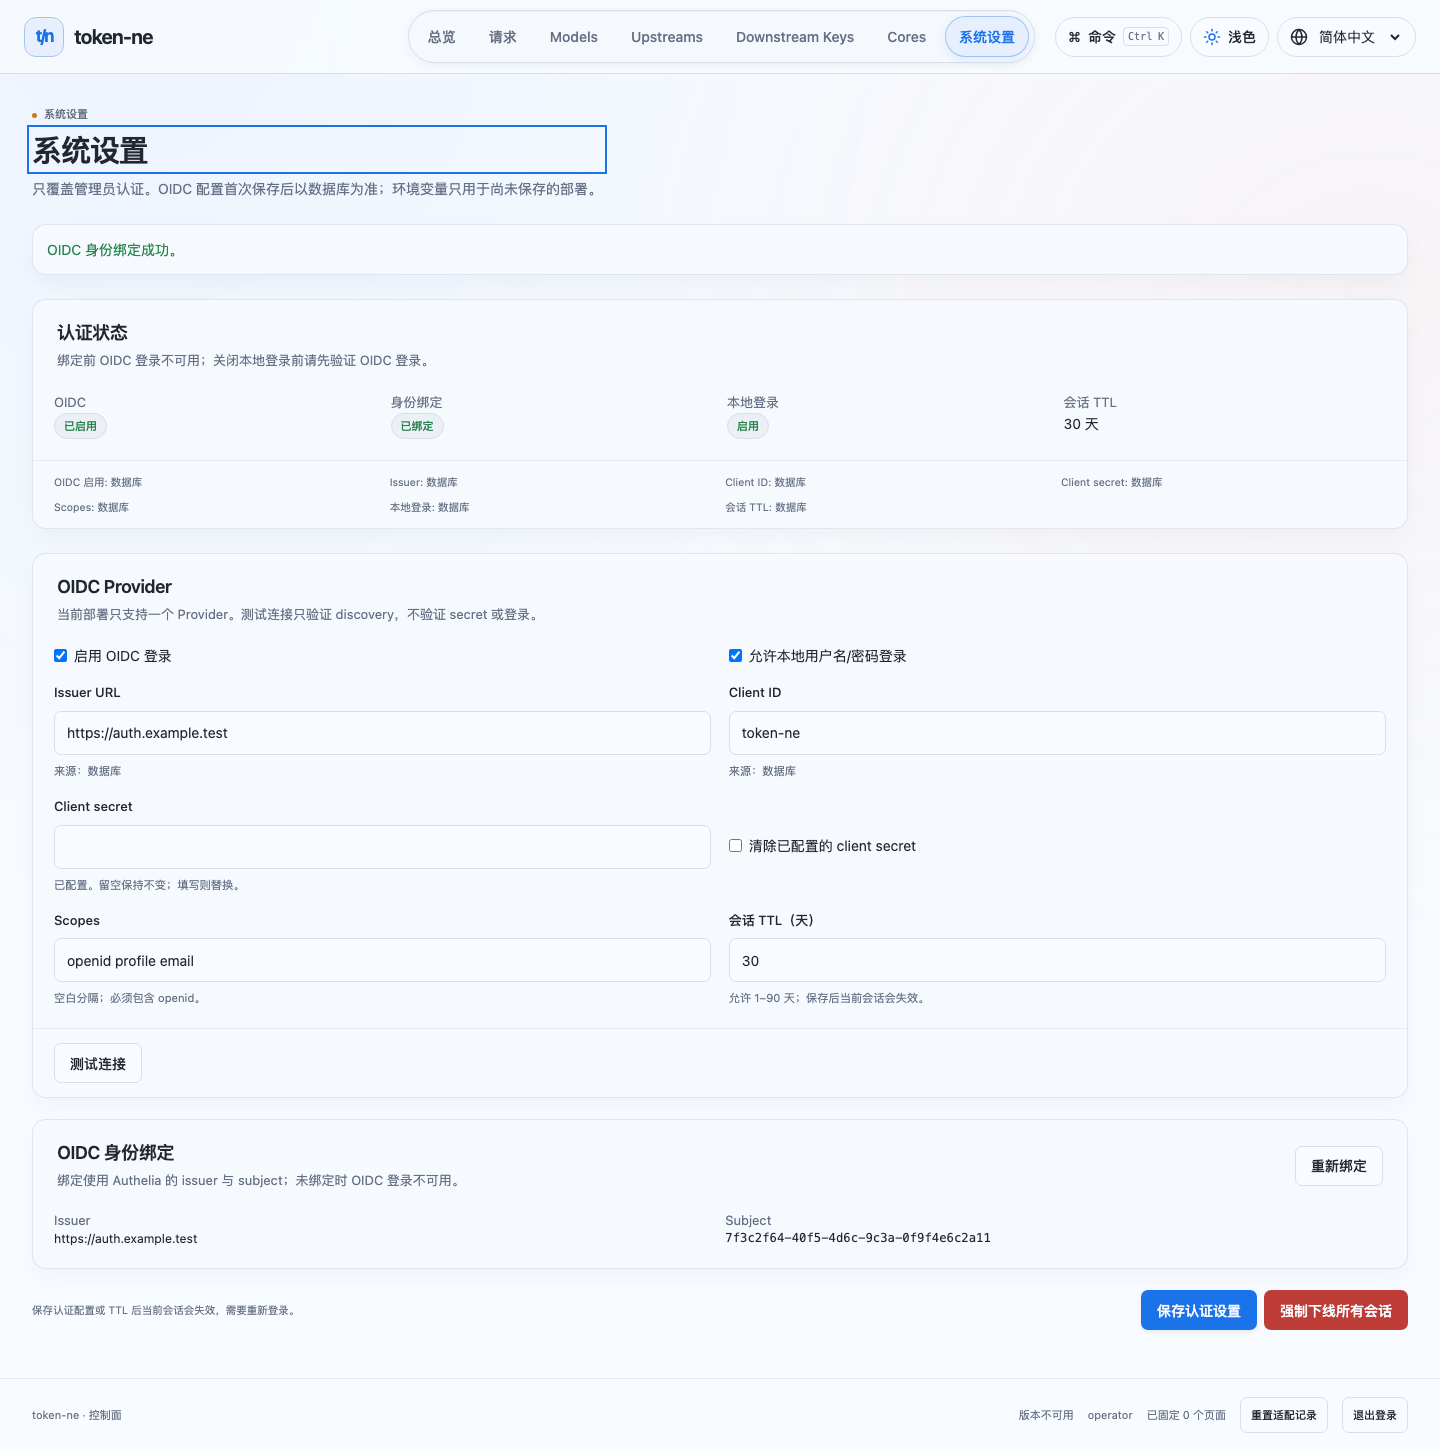 t/n token-ne
总览 请求 Models Upstreams Downstream Keys Cores 系统设置
⌘ 命令 Ctrl K
浅色
简体中文
系统设置
系统设置
只覆盖管理员认证。OIDC 配置首次保存后以数据库为准；环境变量只用于尚未保存的部署。
OIDC 身份绑定成功。
认证状态
绑定前 OIDC 登录不可用；关闭本地登录前请先验证 OIDC 登录。
OIDC 身份绑定 本地登录 会话 TTL
已启用 已绑定 启用 30 天
OIDC 启用: 数据库 Issuer: 数据库 Client ID: 数据库 Client secret: 数据库
Scopes: 数据库 本地登录: 数据库 会话 TTL: 数据库
OIDC Provider
当前部署只支持一个 Provider。测试连接只验证 discovery，不验证 secret 或登录。
启用 OIDC 登录 允许本地用户名/密码登录
Issuer URL Client ID
https://auth.example.test token-ne
来源：数据库 来源：数据库
Client secret
清除已配置的 client secret
已配置。留空保持不变；填写则替换。
Scopes 会话 TTL（天）
openid profile email 30
空白分隔；必须包含 openid。 允许 1–90 天；保存后当前会话会失效。
测试连接
OIDC 身份绑定
绑定使用 Authelia 的 issuer 与 subject；未绑定时 OIDC 登录不可用。
重新绑定
Issuer Subject
https://auth.example.test 7f3c2f64-40f5-4d6c-9c3a-0f9f4e6c2a11
保存认证配置或 TTL 后当前会话会失效，需要重新登录。
保存认证设置 强制下线所有会话
token-ne · 控制面 版本不可用 operator 已固定 0 个页面 重置适配记录 退出登录